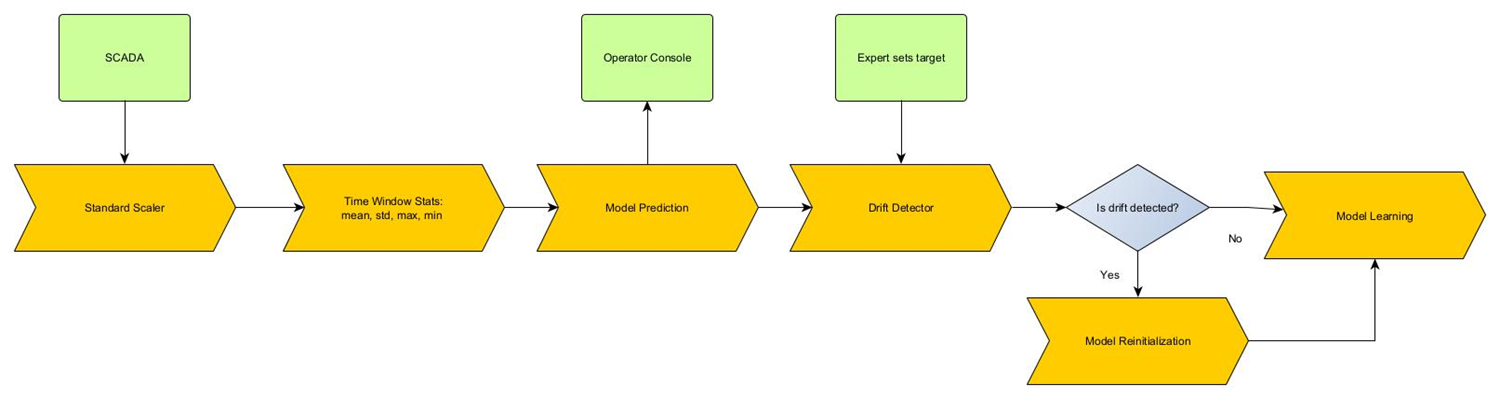 SCADA
Operator Console
Expert sets target
Standard Scaler
Time Window Stats:
mean, std, max, min
Model Prediction
Drift Detector
Is drift detected?
Model Learning
No
Yes
Model Reinitialization